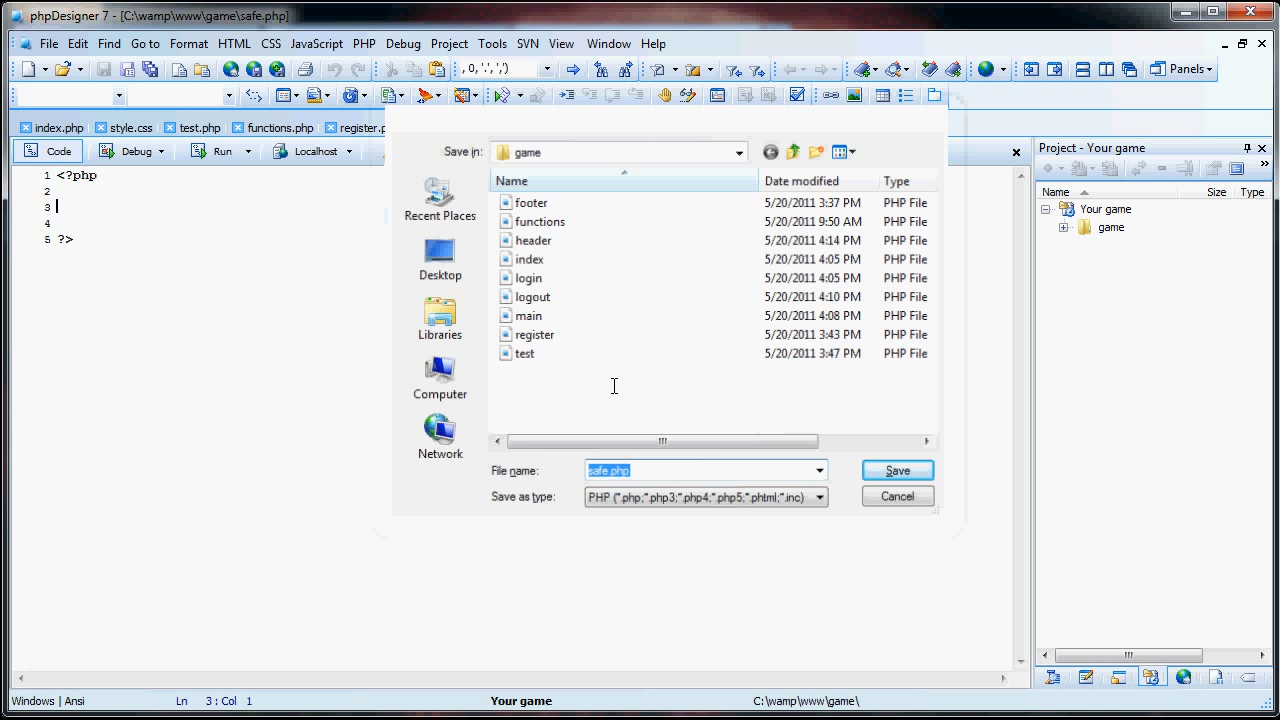 phpDesigner 7 - [C:\wamp\www\game\safe.php]
File Edit Find Go to Format HTML CSS JavaScript PHP Debug Project Tools SVN View Window Help
, 0, '.', ',')
Panels
index.php style.css test.php functions.php register.p
Code Debug Run Localhost
1 <?php
2
3
4
5 ?>
Save in: game
Name Date modified Type
footer 5/20/2011 3:37 PM PHP File
functions 5/20/2011 9:50 AM PHP File
header 5/20/2011 4:14 PM PHP File
index 5/20/2011 4:05 PM PHP File
login 5/20/2011 4:05 PM PHP File
logout 5/20/2011 4:10 PM PHP File
main 5/20/2011 4:08 PM PHP File
register 5/20/2011 3:43 PM PHP File
test 5/20/2011 3:47 PM PHP File
Recent Places
Desktop
Libraries
Computer
Network
File name: safe.php Save
Save as type: PHP (*.php;*.php3;*.php4;*.php5;*.phtml;*.inc) Cancel
Project - Your game
Name Size Type
Your game
game
Windows | Ansi Ln 3 : Col 1 Your game C:\wamp\www\game\